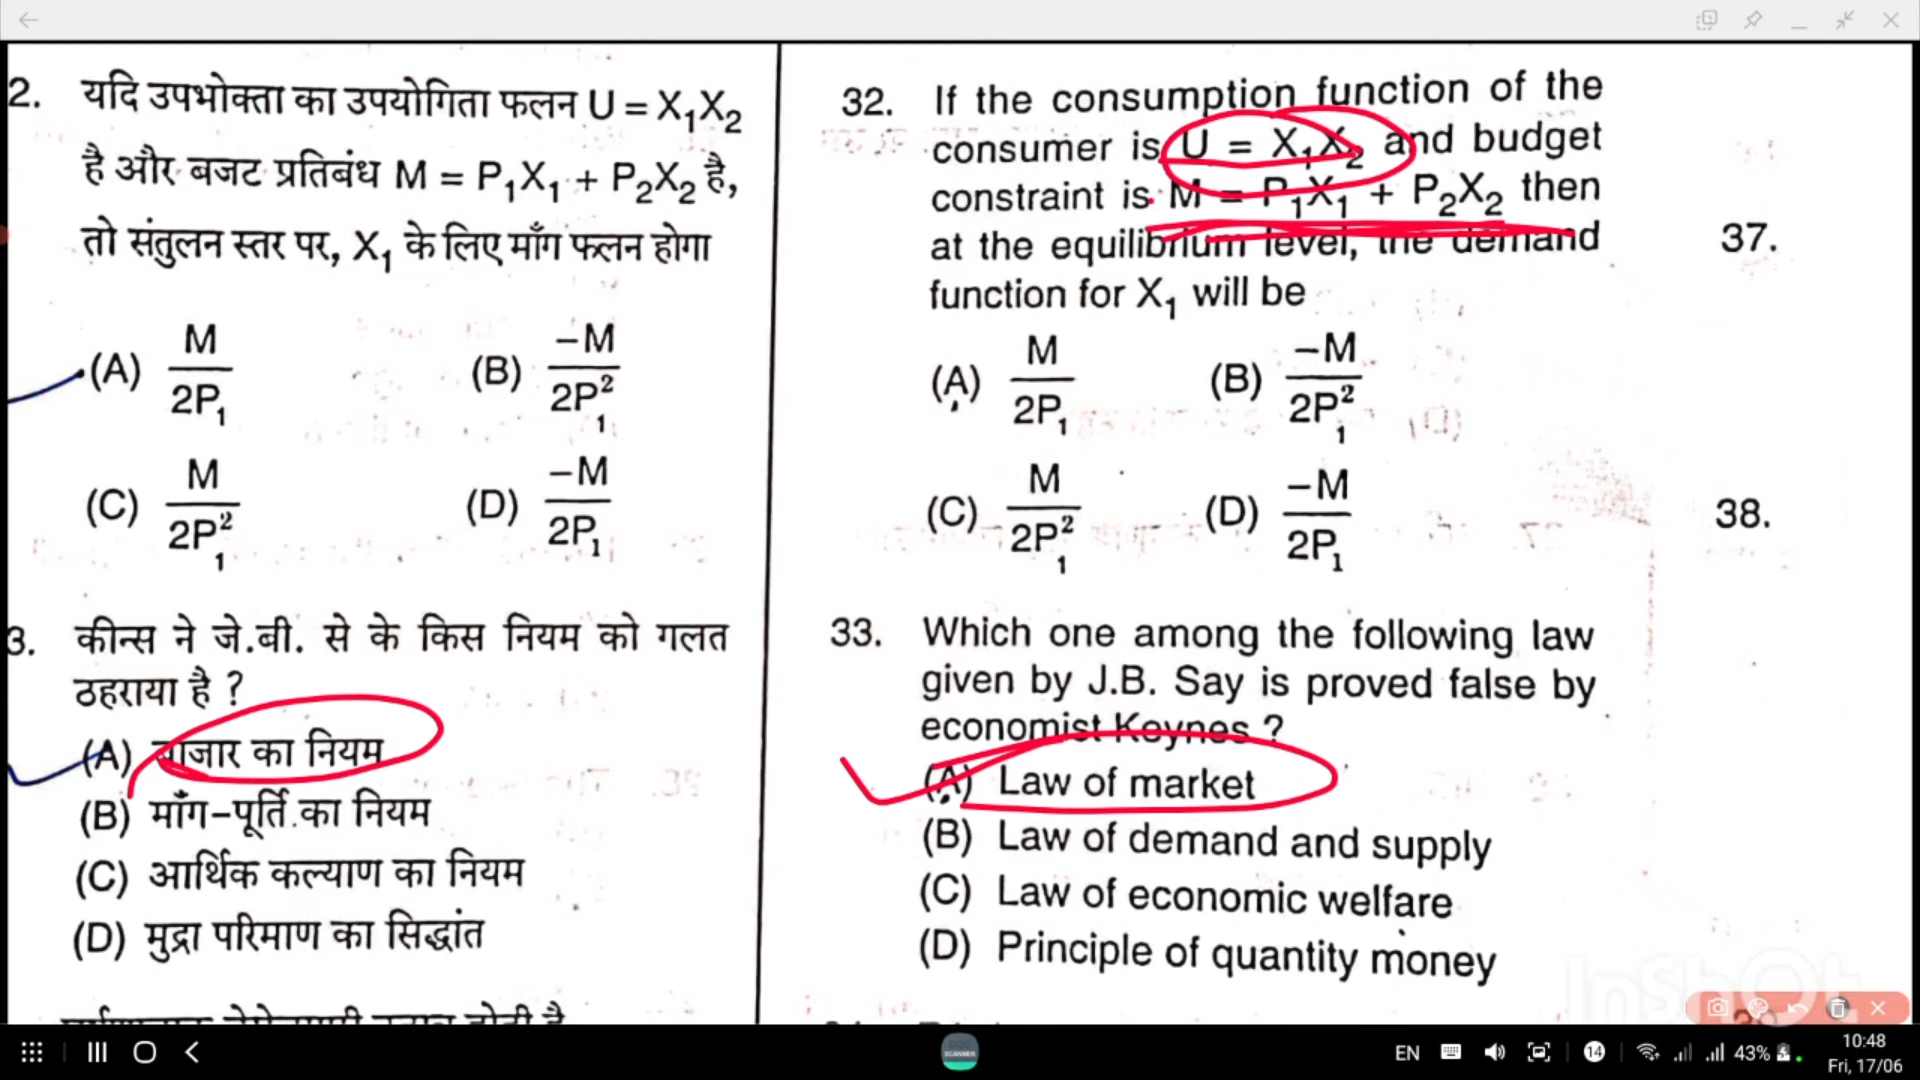 2. यदि उपभोक्ता का उपयोगिता फलन U = X₁X₂
है और बजट प्रतिबंध M = P₁X₁ + P₂X₂ है,
तो संतुलन स्तर पर, X₁ के लिए माँग फलन होगा
(A) M/2P₁ (B) –M/2P₁²
(C) M/2P₁² (D) –M/2P₁
3. कीन्स ने जे.बी. से के किस नियम को गलत
ठहराया है ?
(A) बाजार का नियम
(B) माँग–पूर्ति का नियम
(C) आर्थिक कल्याण का नियम
(D) मुद्रा परिमाण का सिद्धांत
32. If the consumption function of the
consumer is U = X₁X₂ and budget
constraint is M = P₁X₁ + P₂X₂ then
at the equilibrium level, the demand
function for X₁ will be
(A) M/2P₁ (B) –M/2P₁²
(C) M/2P₁² (D) –M/2P₁
33. Which one among the following law
given by J.B. Say is proved false by
economist Keynes ?
(A) Law of market
(B) Law of demand and supply
(C) Law of economic welfare
(D) Principle of quantity money
37.
38.
InShOt
SCANNER
EN
14
43%
10:48
Fri, 17/06